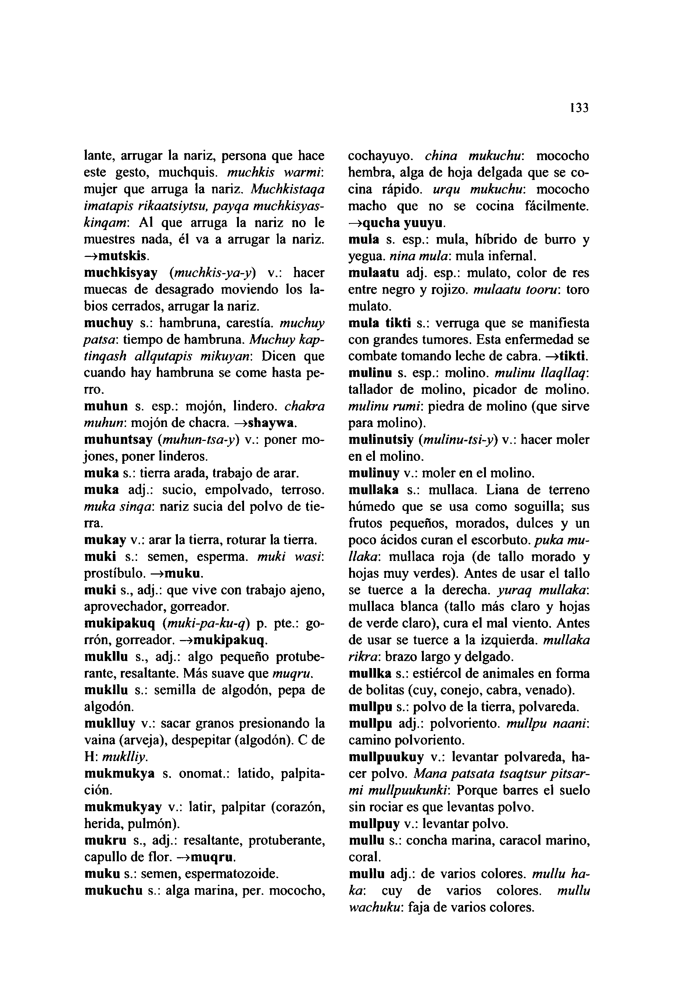 133
lante, arrugar la nariz, persona que hace
este gesto, muchquis. muchkis warmi:
mujer que arruga la nariz. Muchkistaqa
imatapis rikaatsiytsu, payqa muchkisyas-
kinqam: Al que arruga la nariz no le
muestres nada, él va a arrugar la nariz.
→mutskis.
muchkisyay (muchkis-ya-y) v.: hacer
muecas de desagrado moviendo los la-
bios cerrados, arrugar la nariz.
muchuy s.: hambruna, carestía. muchuy
patsa: tiempo de hambruna. Muchuy kap-
tinqash allqutapis mikuyan: Dicen que
cuando hay hambruna se come hasta pe-
rro.
muhun s. esp.: mojón, lindero. chakra
muhun: mojón de chacra. →shaywa.
muhuntsay (muhun-tsa-y) v.: poner mo-
jones, poner linderos.
muka s.: tierra arada, trabajo de arar.
muka adj.: sucio, empolvado, terroso.
muka sinqa: nariz sucia del polvo de tie-
rra.
mukay v.: arar la tierra, roturar la tierra.
muki s.: semen, esperma. muki wasi:
prostíbulo. →muku.
muki s., adj.: que vive con trabajo ajeno,
aprovechador, gorreador.
mukipakuq (muki-pa-ku-q) p. pte.: go-
rrón, gorreador. →mukipakuq.
mukllu s., adj.: algo pequeño protube-
rante, resaltante. Más suave que muqru.
mukllu s.: semilla de algodón, pepa de
algodón.
muklluy v.: sacar granos presionando la
vaina (arveja), despepitar (algodón). C de
H: muklliy.
mukmukya s. onomat.: latido, palpita-
ción.
mukmukyay v.: latir, palpitar (corazón,
herida, pulmón).
mukru s., adj.: resaltante, protuberante,
capullo de flor. →muqru.
muku s.: semen, espermatozoide.
mukuchu s.: alga marina, per. mococho,
cochayuyo. china mukuchu: mococho
hembra, alga de hoja delgada que se co-
cina rápido. urqu mukuchu: mococho
macho que no se cocina fácilmente.
→qucha yuuyu.
mula s. esp.: mula, híbrido de burro y
yegua. nina mula: mula infernal.
mulaatu adj. esp.: mulato, color de res
entre negro y rojizo. mulaatu tooru: toro
mulato.
mula tikti s.: verruga que se manifiesta
con grandes tumores. Esta enfermedad se
combate tomando leche de cabra. →tikti.
mulinu s. esp.: molino. mulinu llaqllaq:
tallador de molino, picador de molino.
mulinu rumi: piedra de molino (que sirve
para molino).
mulinutsiy (mulinu-tsi-y) v.: hacer moler
en el molino.
mulinuy v.: moler en el molino.
mullaka s.: mullaca. Liana de terreno
húmedo que se usa como soguilla; sus
frutos pequeños, morados, dulces y un
poco ácidos curan el escorbuto. puka mu-
llaka: mullaca roja (de tallo morado y
hojas muy verdes). Antes de usar el tallo
se tuerce a la derecha. yuraq mullaka:
mullaca blanca (tallo más claro y hojas
de verde claro), cura el mal viento. Antes
de usar se tuerce a la izquierda. mullaka
rikra: brazo largo y delgado.
mullka s.: estiércol de animales en forma
de bolitas (cuy, conejo, cabra, venado).
mullpu s.: polvo de la tierra, polvareda.
mullpu adj.: polvoriento. mullpu naani:
camino polvoriento.
mullpuukuy v.: levantar polvareda, ha-
cer polvo. Mana patsata tsaqtsur pitsar-
mi mullpuukunki: Porque barres el suelo
sin rociar es que levantas polvo.
mullpuy v.: levantar polvo.
mullu s.: concha marina, caracol marino,
coral.
mullu adj.: de varios colores. mullu ha-
ka: cuy de varios colores. mullu
wachuku: faja de varios colores.